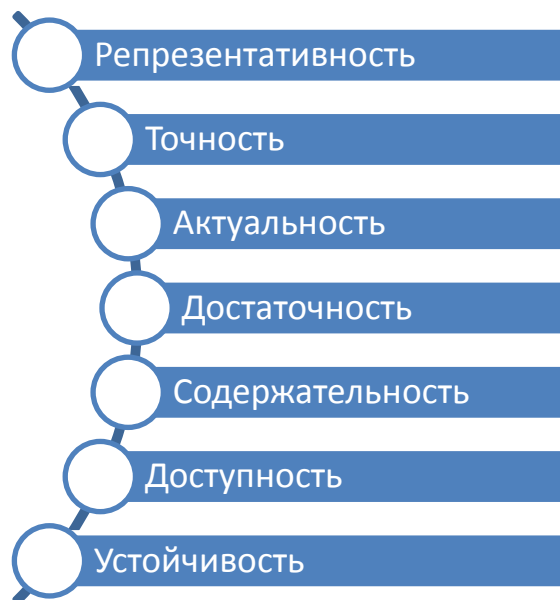 Репрезентативность
Точность
Актуальность
Достаточность
Содержательность
Доступность
Устойчивость